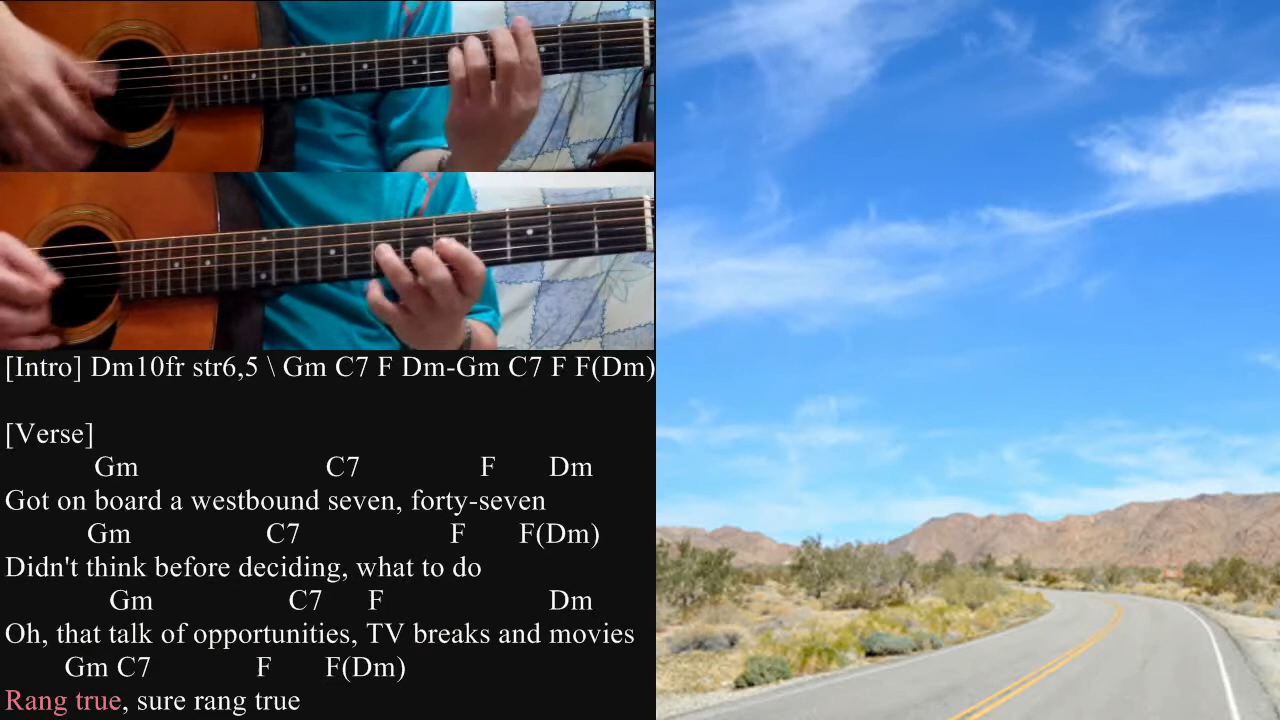 [Intro] Dm10fr str6,5 \ Gm C7 F Dm-Gm C7 F F(Dm)
[Verse]
Gm C7 F Dm
Got on board a westbound seven, forty-seven
Gm C7 F F(Dm)
Didn't think before deciding, what to do
Gm C7 F Dm
Oh, that talk of opportunities, TV breaks and movies
Gm C7 F F(Dm)
Rang true, sure rang true